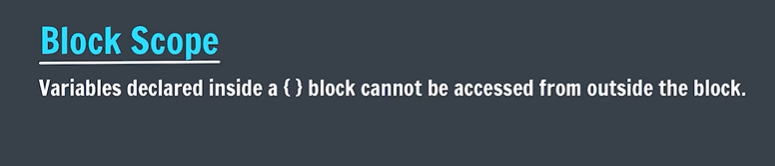 Block Scope
Variables declared inside a { } block cannot be accessed from outside the block.